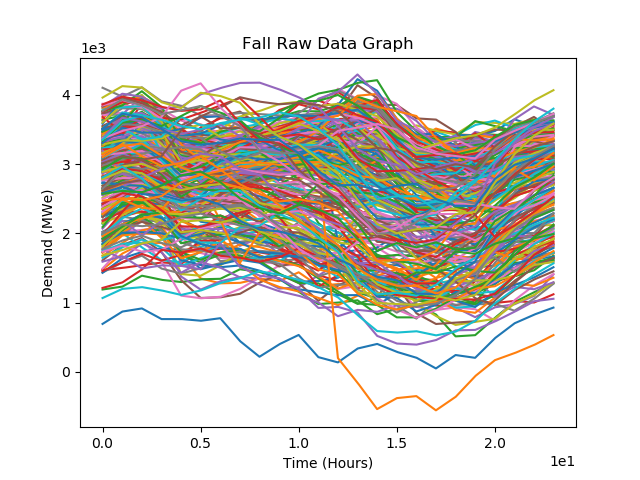 Fall Raw Data Graph
1e3
4
3
2
1
0
Demand (MWe)
0.0 0.5 1.0 1.5 2.0
1e1
Time (Hours)